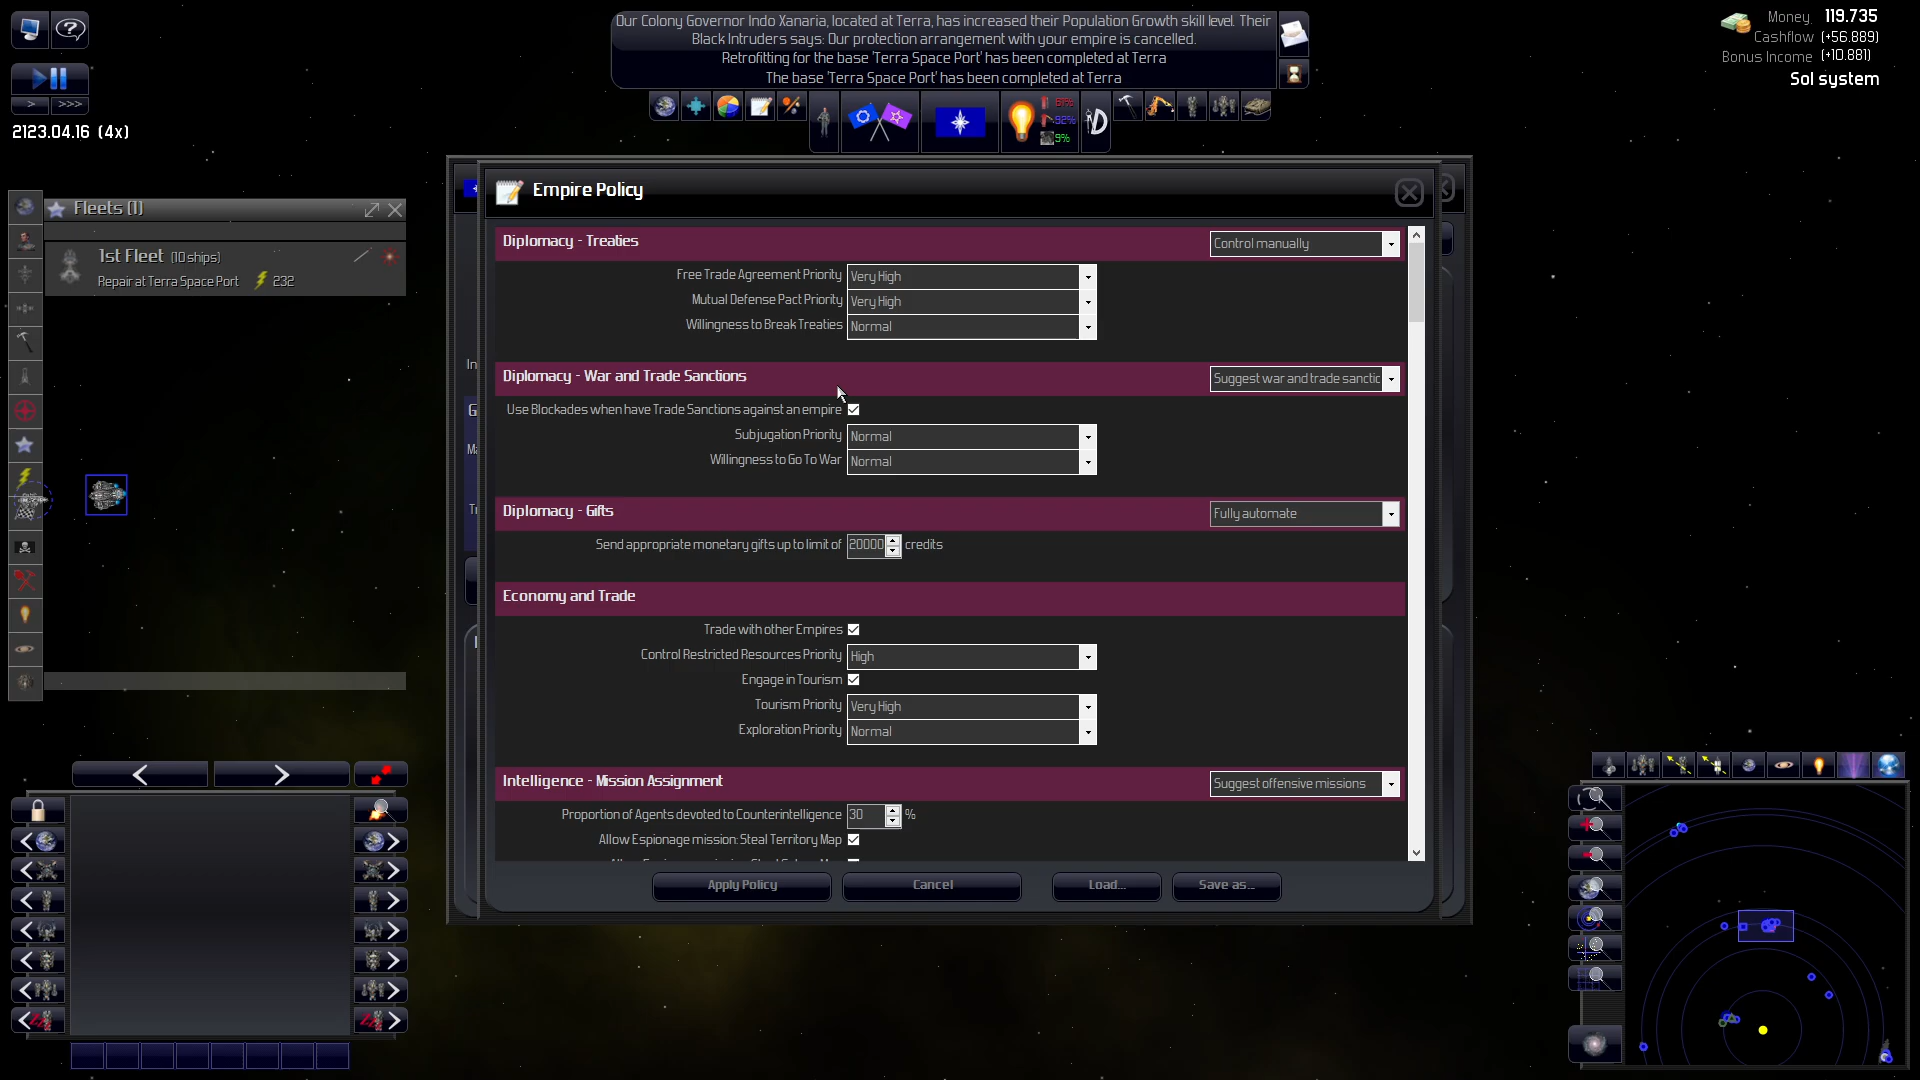 Our Colony Governor Indo Xanaria, located at Terra, has increased their Population Growth skill level. Their
Black Intruders says: Our protection arrangement with your empire is cancelled.
Retrofitting for the base 'Terra Space Port' has been completed at Terra
The base 'Terra Space Port' has been completed at Terra
Money 119.735
Cashflow (+56.889)
Bonus Income (+10.881)
Sol system
> >>>
2123.04.16 (4x)
61%
92%
9%
Empire Policy
Fleets (1)
1st Fleet (10 ships)
Repair at Terra Space Port 232
Diplomacy - Treaties Control manually
Free Trade Agreement Priority Very High
Mutual Defense Pact Priority Very High
Willingness to Break Treaties Normal
In
Diplomacy - War and Trade Sanctions Suggest war and trade sanctic
G
Use Blockades when have Trade Sanctions against an empire
Subjugation Priority Normal
Ma
Willingness to Go To War Normal
Tr
Diplomacy - Gifts Fully automate
Send appropriate monetary gifts up to limit of 20000 credits
Economy and Trade
Trade with other Empires
Control Restricted Resources Priority High
Engage in Tourism
Tourism Priority Very High
Exploration Priority Normal
Intelligence - Mission Assignment Suggest offensive missions
Proportion of Agents devoted to Counterintelligence 30 %
Allow Espionage mission: Steal Territory Map
Apply Policy Cancel Load... Save as...